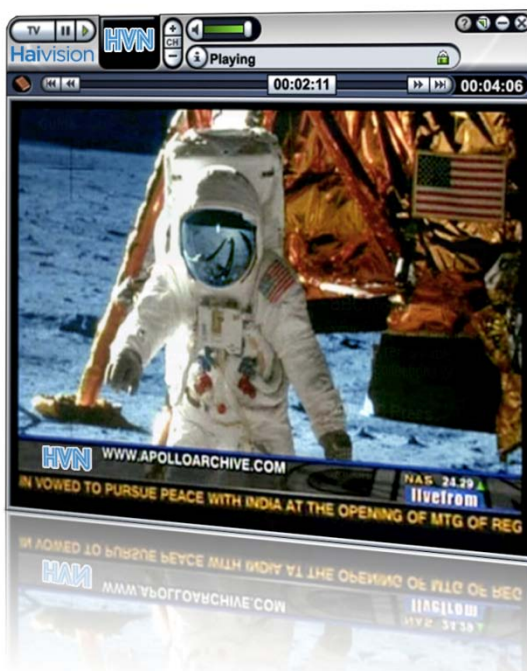 TV
HVN
CH
Haivision
Playing
00:02:11
00:04:06
HVN
WWW.APOLLOARCHIVE.COM
NAS 24.29
livefrom
IN VOWED TO PURSUE PEACE WITH INDIA AT THE OPENING OF MTG OF REG